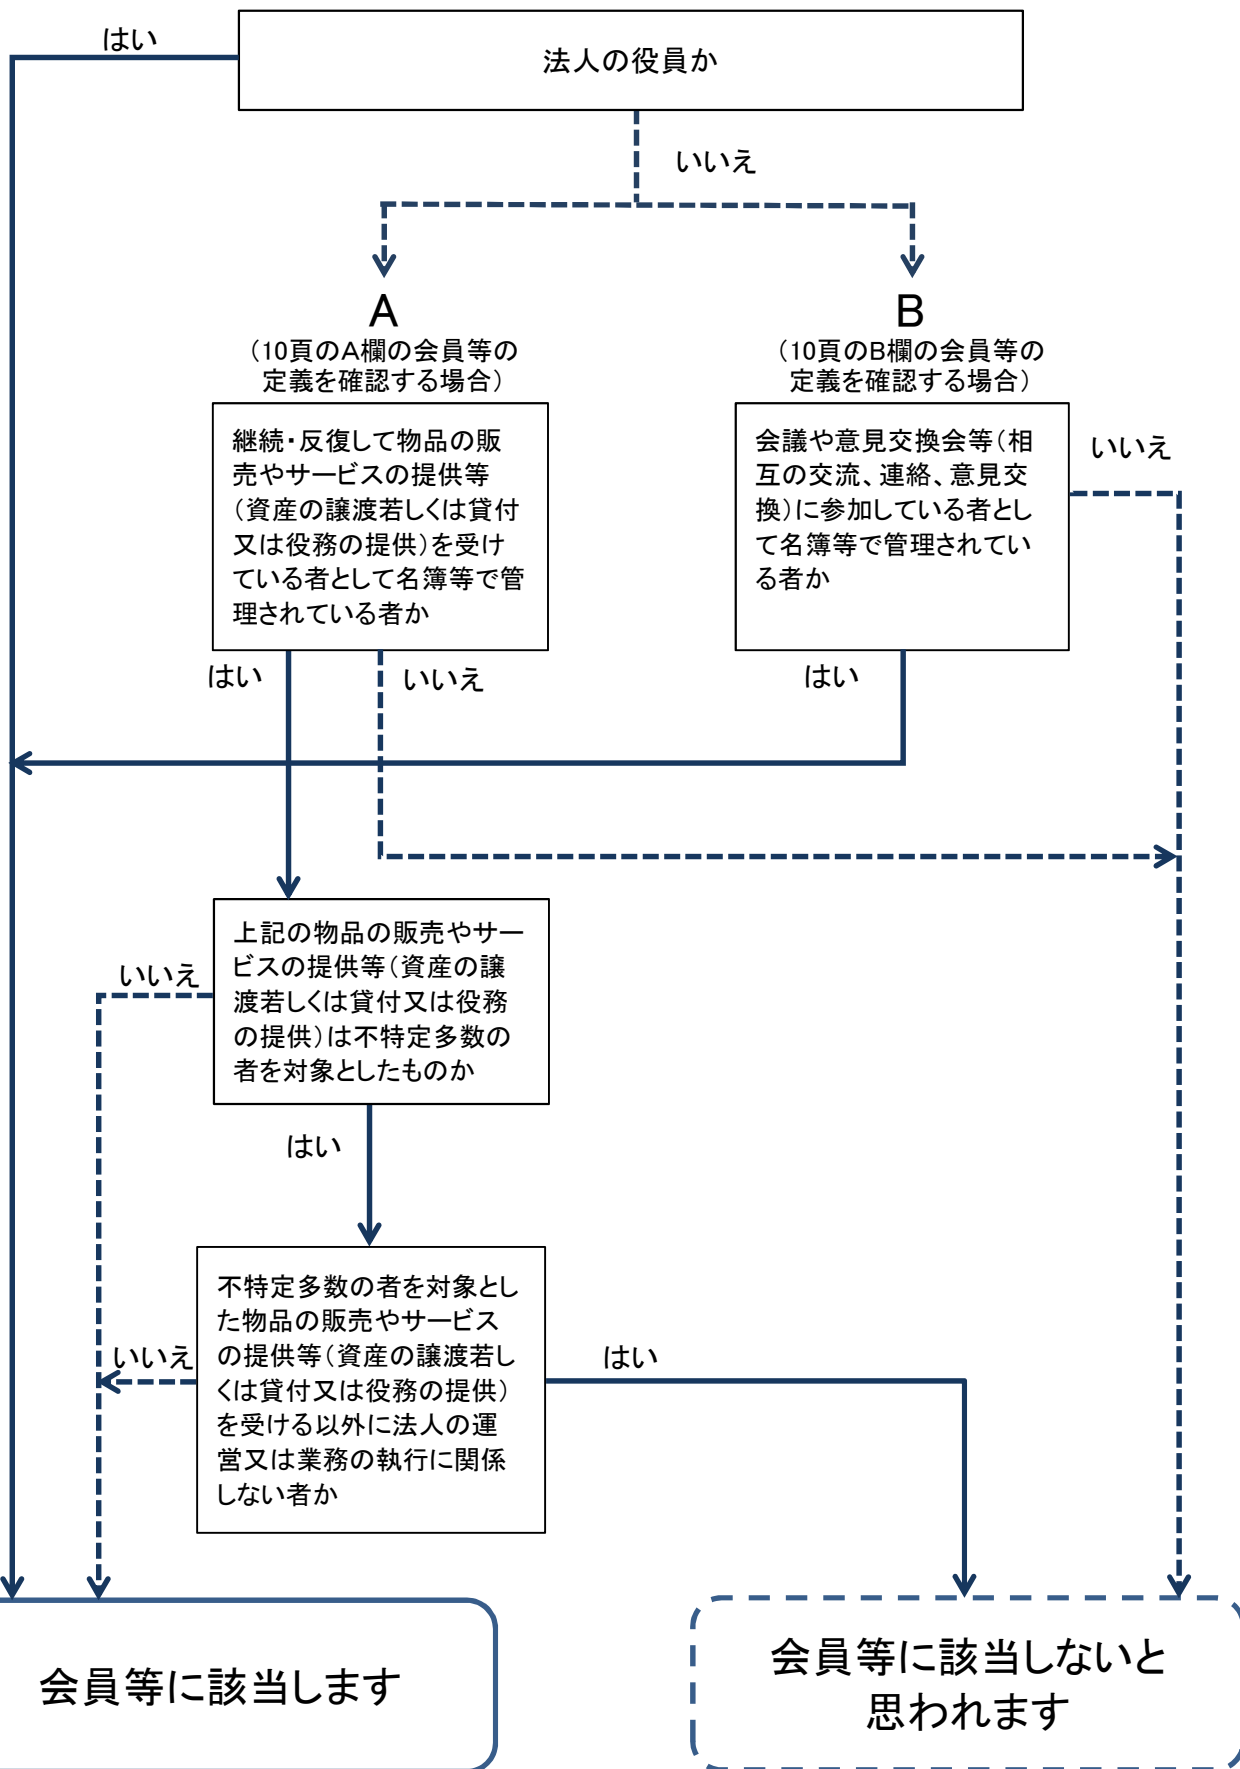 はい
法人の役員か
いいえ
A
（10頁のA欄の会員等の
定義を確認する場合）
B
（10頁のB欄の会員等の
定義を確認する場合）
継続・反復して物品の販
売やサービスの提供等
（資産の譲渡若しくは貸付
又は役務の提供）を受け
ている者として名簿等で管
理されている者か
会議や意見交換会等（相
互の交流、連絡、意見交
換）に参加している者とし
て名簿等で管理されてい
る者か
いいえ
はい
いいえ
はい
上記の物品の販売やサー
ビスの提供等（資産の譲
渡若しくは貸付又は役務
の提供）は不特定多数の
者を対象としたものか
いいえ
はい
不特定多数の者を対象とし
た物品の販売やサービス
の提供等（資産の譲渡若し
くは貸付又は役務の提供）
を受ける以外に法人の運
営又は業務の執行に関係
しない者か
いいえ
はい
会員等に該当します
会員等に該当しないと
思われます